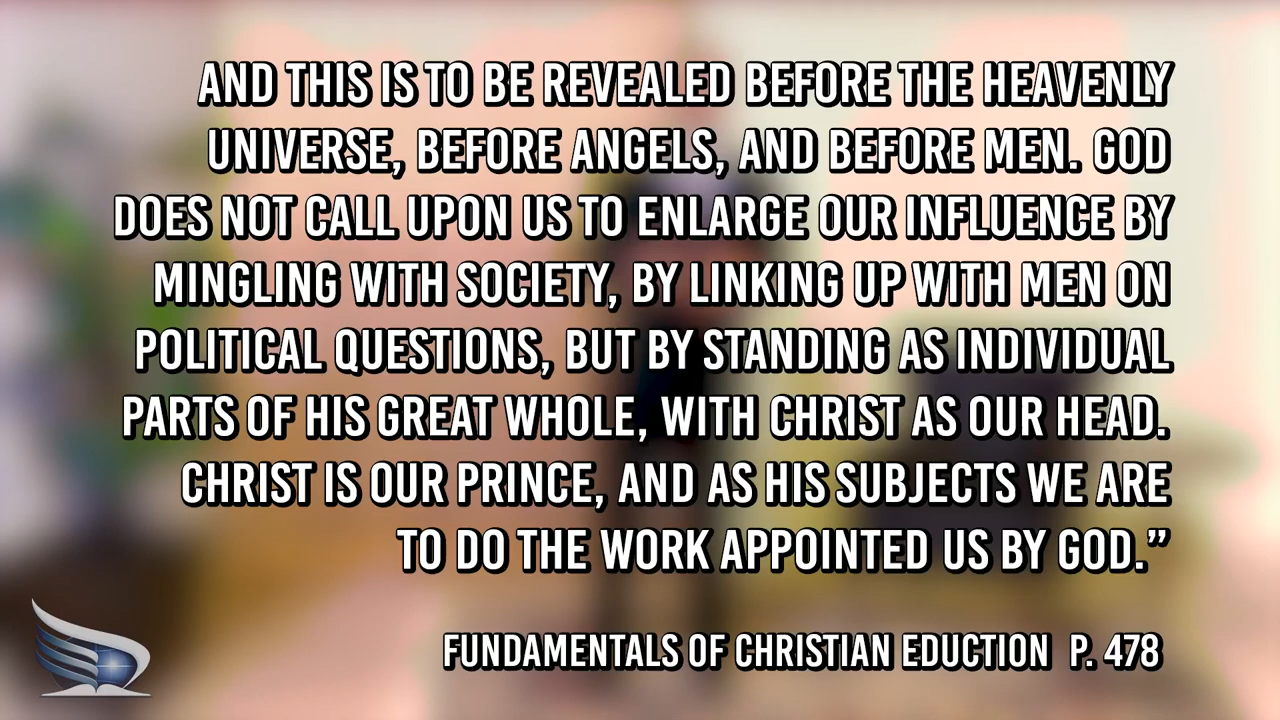 AND THIS IS TO BE REVEALED BEFORE THE HEAVENLY
UNIVERSE, BEFORE ANGELS, AND BEFORE MEN. GOD
DOES NOT CALL UPON US TO ENLARGE OUR INFLUENCE BY
MINGLING WITH SOCIETY, BY LINKING UP WITH MEN ON
POLITICAL QUESTIONS, BUT BY STANDING AS INDIVIDUAL
PARTS OF HIS GREAT WHOLE, WITH CHRIST AS OUR HEAD.
CHRIST IS OUR PRINCE, AND AS HIS SUBJECTS WE ARE
TO DO THE WORK APPOINTED US BY GOD.”
FUNDAMENTALS OF CHRISTIAN EDUCTION P. 478